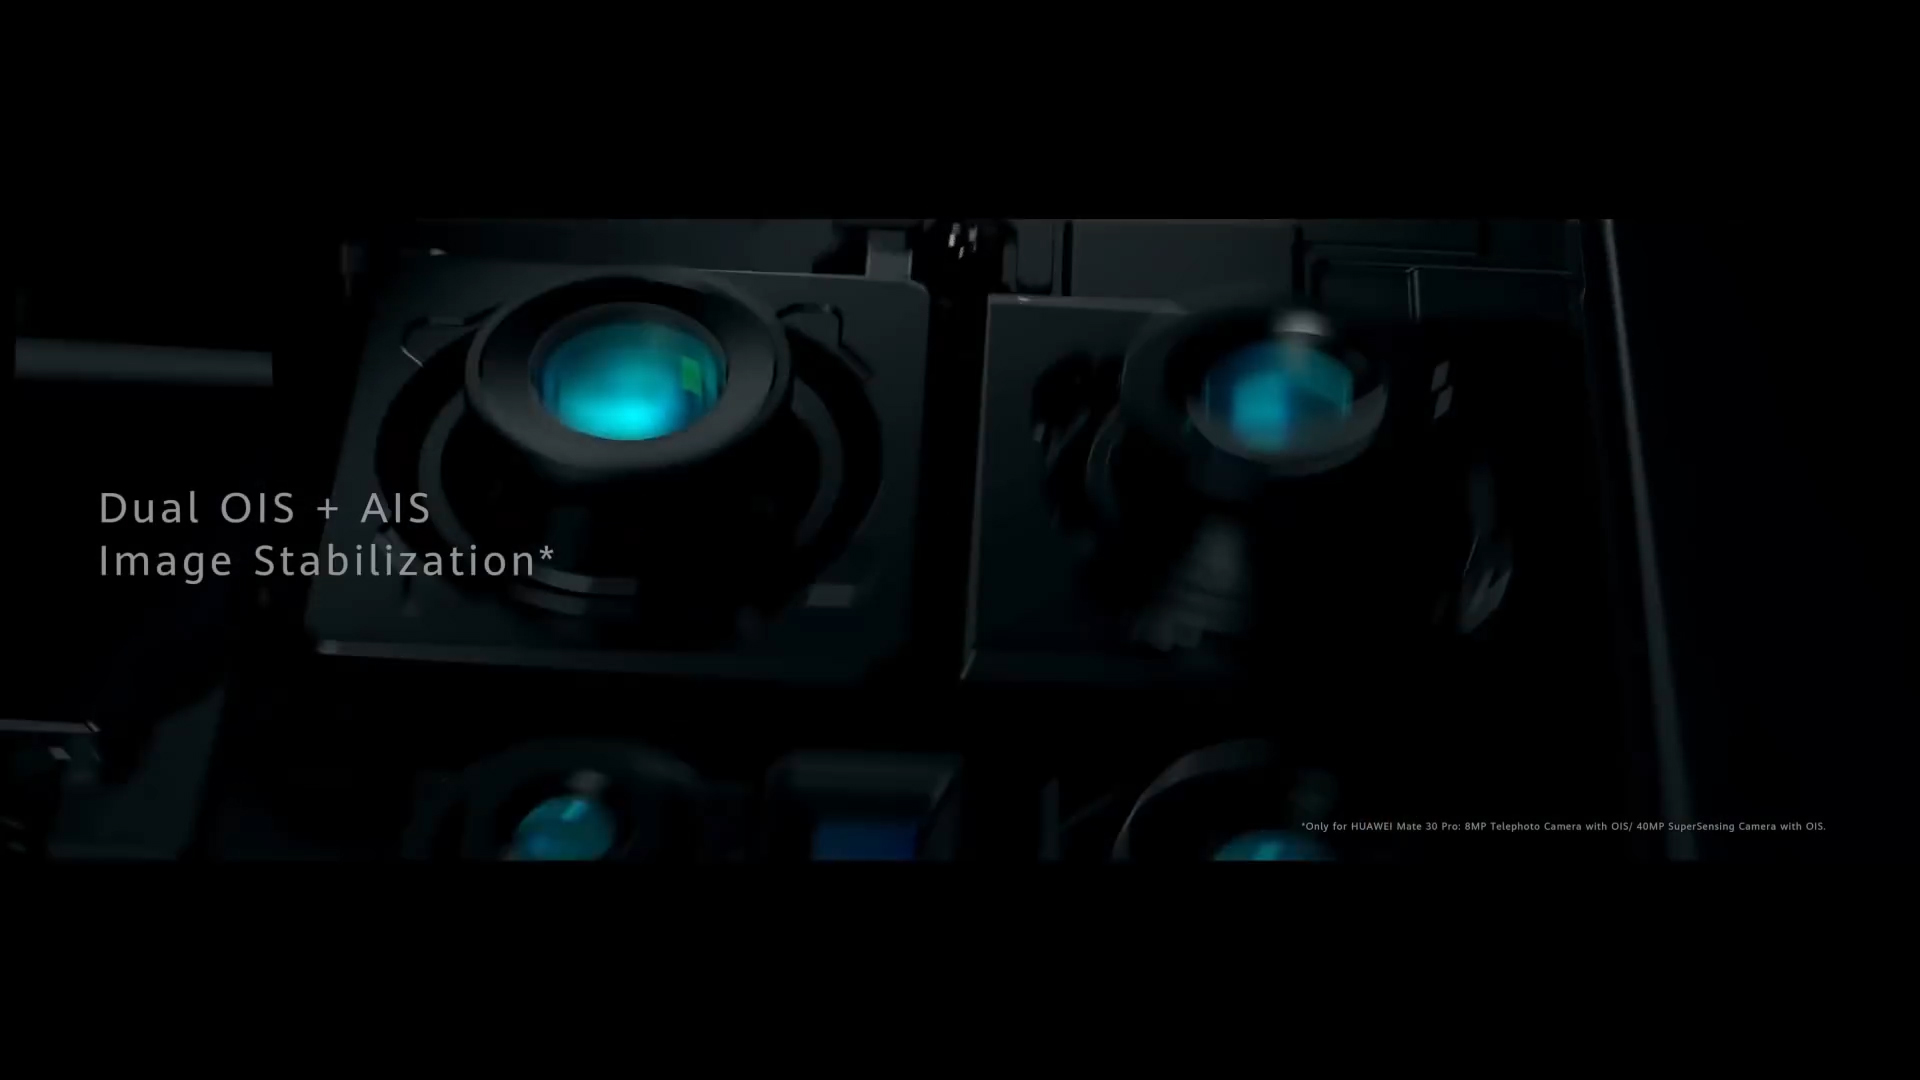 Dual OIS + AIS
Image Stabilization*
*Only for HUAWEI Mate 30 Pro: 8MP Telephoto Camera with OIS/ 40MP SuperSensing Camera with OIS.